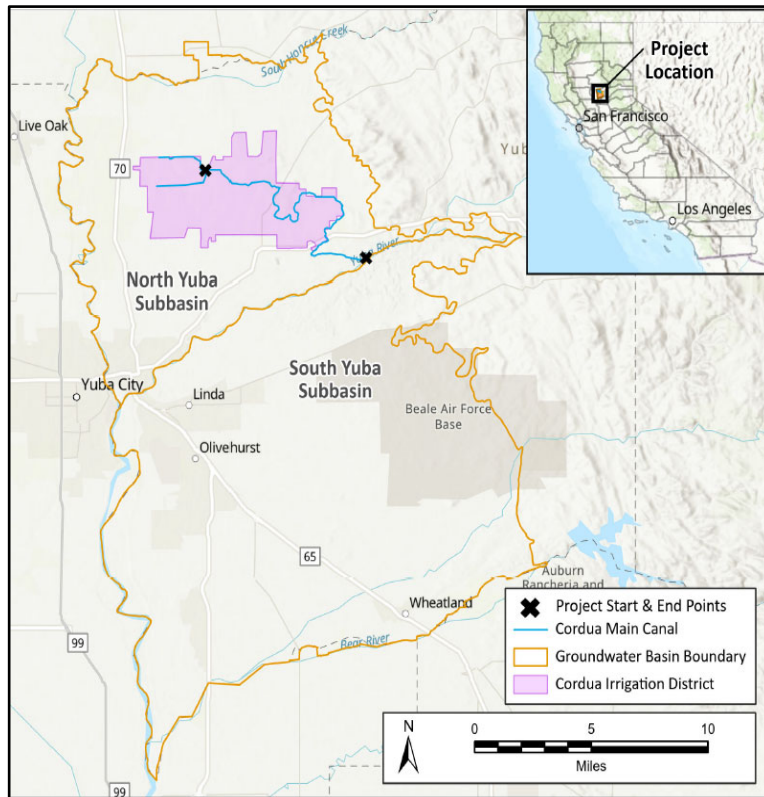 South Honcut Creek
Project
Location
San Francisco
Los Angeles
Live Oak
70
River
North Yuba
Subbasin
South Yuba
Subbasin
Yuba City
Linda
Beale Air Force
Base
Olivehurst
65
Auburn
Rancheria and
Wheatland
Bear River
99
99
Project Start & End Points
Cordua Main Canal
Groundwater Basin Boundary
Cordua Irrigation District
N
0 5 10
Miles